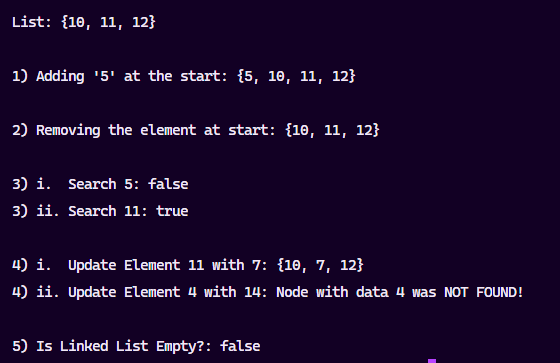 List: {10, 11, 12}
1) Adding '5' at the start: {5, 10, 11, 12}
2) Removing the element at start: {10, 11, 12}
3) i.  Search 5: false
3) ii. Search 11: true
4) i.  Update Element 11 with 7: {10, 7, 12}
4) ii. Update Element 4 with 14: Node with data 4 was NOT FOUND!
5) Is Linked List Empty?: false